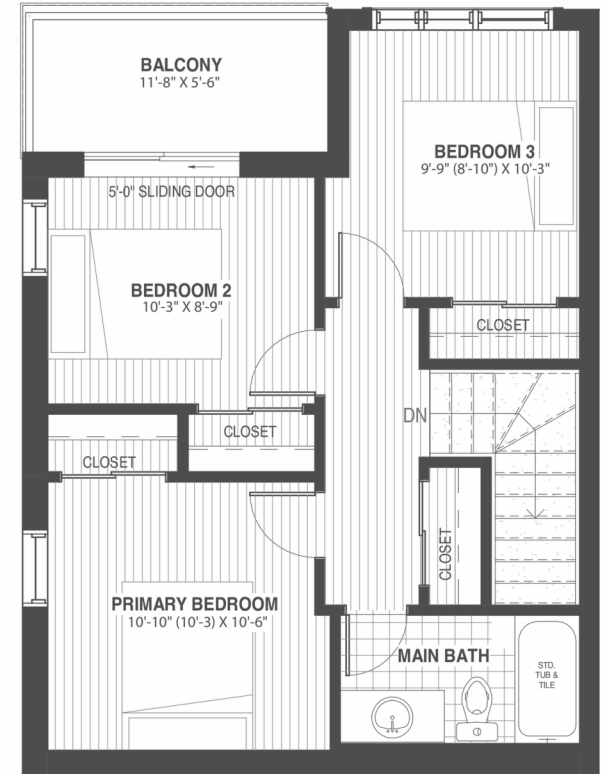 BALCONY
11'-8" X 5'-6"
BEDROOM 3
9'-9" (8'-10") X 10'-3"
5'-0" SLIDING DOOR
BEDROOM 2
10'-3" X 8'-9"
CLOSET
DN
CLOSET
CLOSET
CLOSET
PRIMARY BEDROOM
10'-10" (10'-3) X 10'-6"
MAIN BATH
STD.
TUB &
TILE